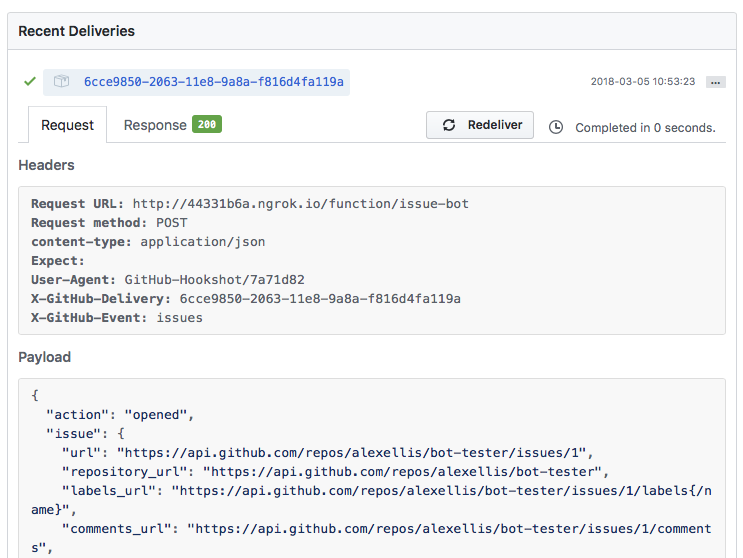 Recent Deliveries
6cce9850-2063-11e8-9a8a-f816d4fa119a
2018-03-05 10:53:23
Request
Response 200
Redeliver
Completed in 0 seconds.
Headers
Request URL: http://44331b6a.ngrok.io/function/issue-bot
Request method: POST
content-type: application/json
Expect:
User-Agent: GitHub-Hookshot/7a71d82
X-GitHub-Delivery: 6cce9850-2063-11e8-9a8a-f816d4fa119a
X-GitHub-Event: issues
Payload
{
  "action": "opened",
  "issue": {
    "url": "https://api.github.com/repos/alexellis/bot-tester/issues/1",
    "repository_url": "https://api.github.com/repos/alexellis/bot-tester",
    "labels_url": "https://api.github.com/repos/alexellis/bot-tester/issues/1/labels{/n
ame}",
    "comments_url": "https://api.github.com/repos/alexellis/bot-tester/issues/1/comment
s",